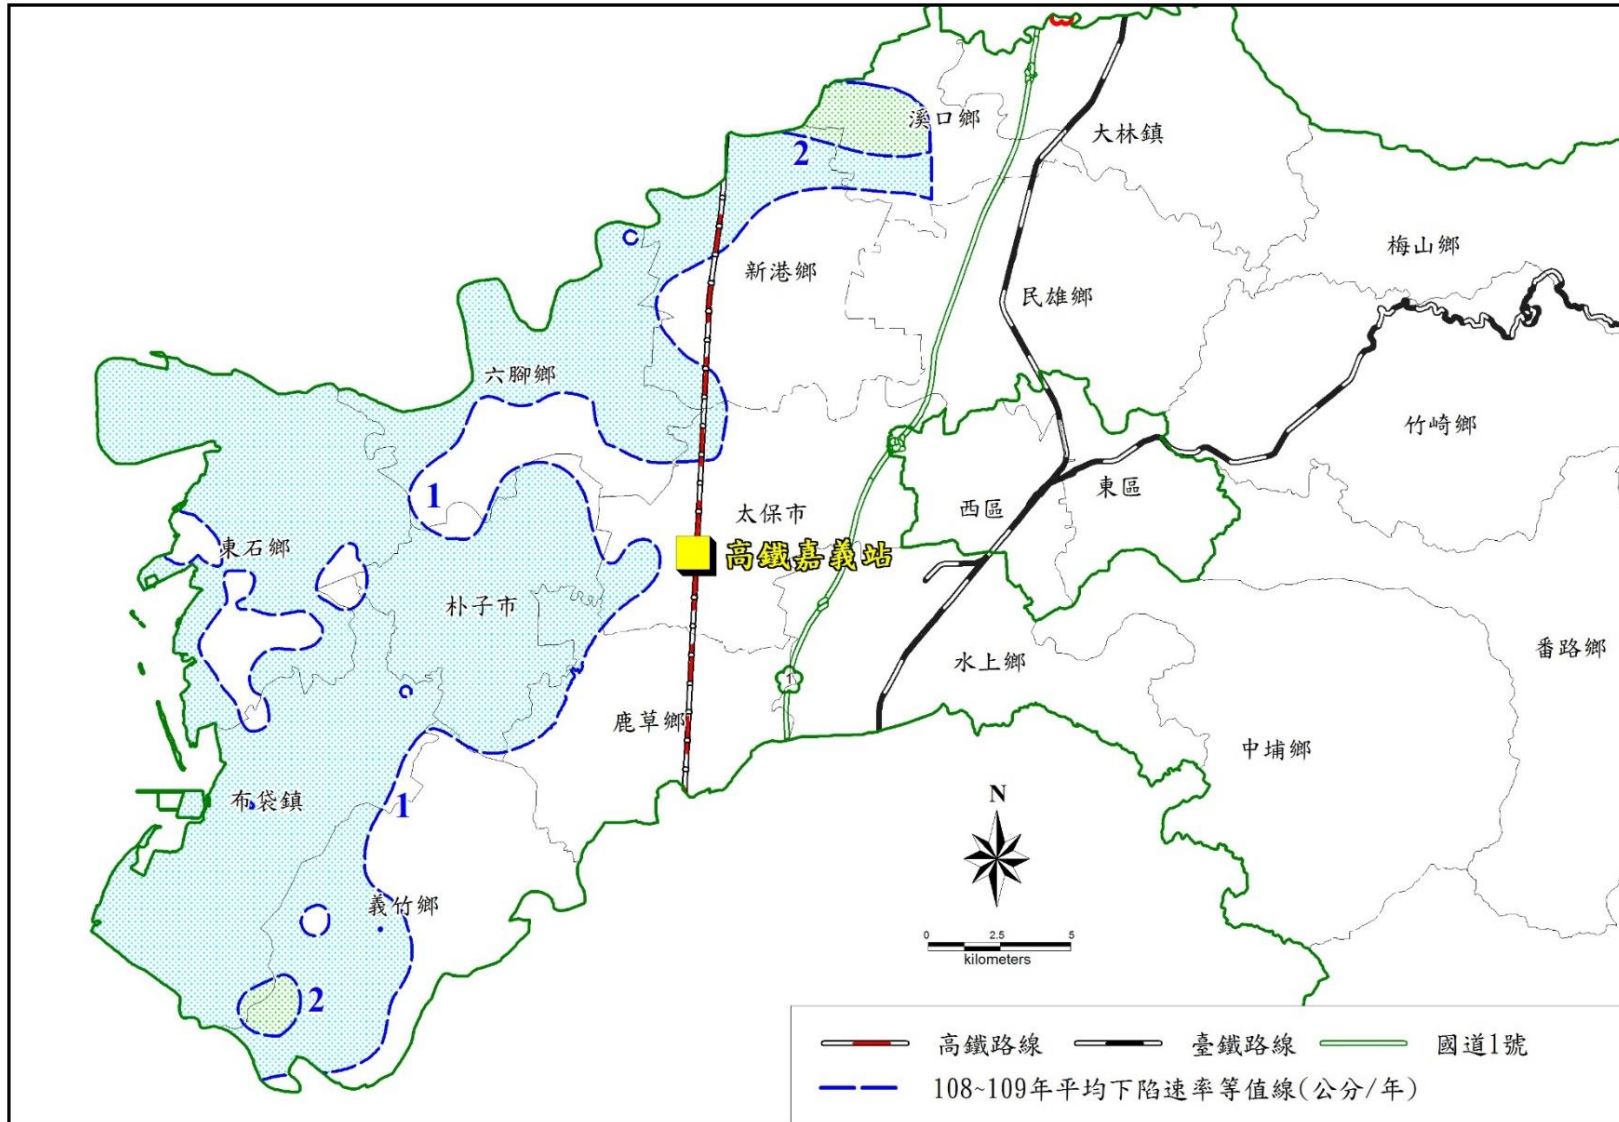 溪口鄉
大林鎮
2
梅山鄉
新港鄉
民雄鄉
六腳鄉
竹崎鄉
1
太保市
西區
東區
東石鄉
高鐵嘉義站
朴子市
番路鄉
水上鄉
1
鹿草鄉
中埔鄉
布袋鎮
1
N
義竹鄉
0 2.5 5
kilometers
2
高鐵路線 臺鐵路線 國道1號
108~109年平均下陷速率等值線(公分/年)